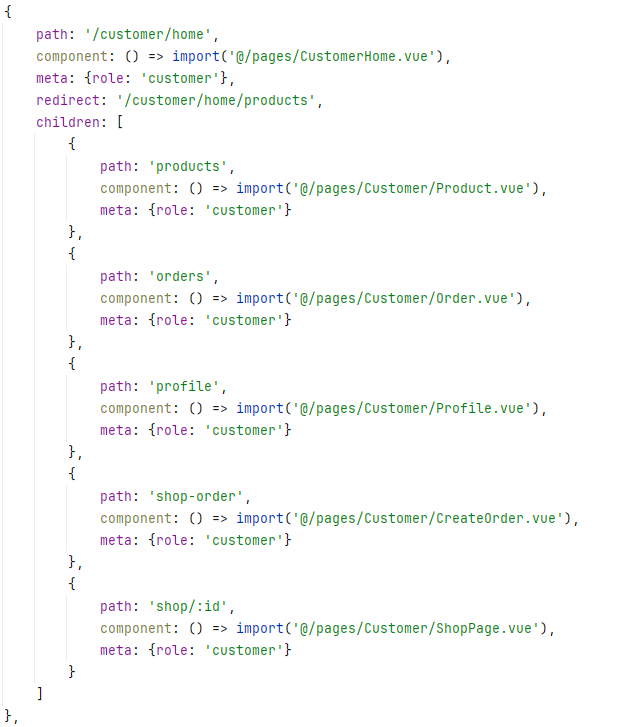 {
    path: '/customer/home',
    component: () => import('@/pages/CustomerHome.vue'),
    meta: {role: 'customer'},
    redirect: '/customer/home/products',
    children: [
        {
            path: 'products',
            component: () => import('@/pages/Customer/Product.vue'),
            meta: {role: 'customer'}
        },
        {
            path: 'orders',
            component: () => import('@/pages/Customer/Order.vue'),
            meta: {role: 'customer'}
        },
        {
            path: 'profile',
            component: () => import('@/pages/Customer/Profile.vue'),
            meta: {role: 'customer'}
        },
        {
            path: 'shop-order',
            component: () => import('@/pages/Customer/CreateOrder.vue'),
            meta: {role: 'customer'}
        },
        {
            path: 'shop/:id',
            component: () => import('@/pages/Customer/ShopPage.vue'),
            meta: {role: 'customer'}
        }
    ]
},